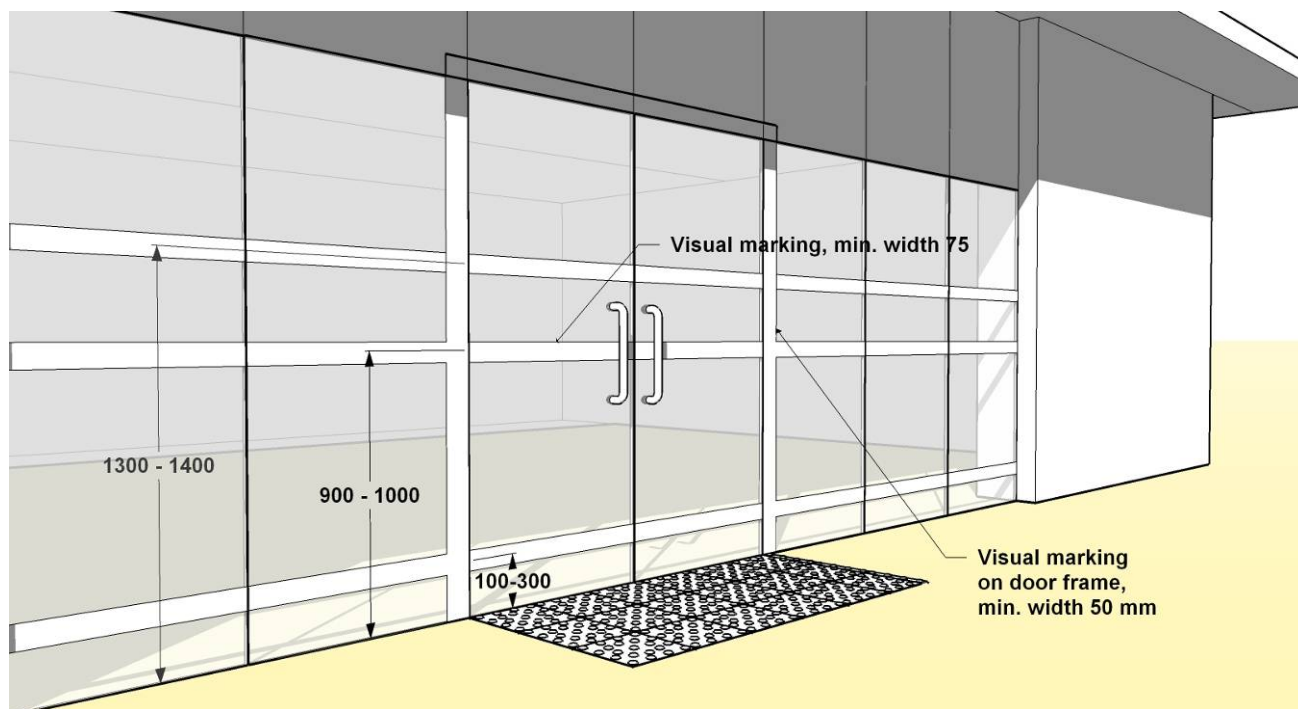 Visual marking, min. width 75
1300 - 1400
900 - 1000
100-300
Visual marking
on door frame,
min. width 50 mm